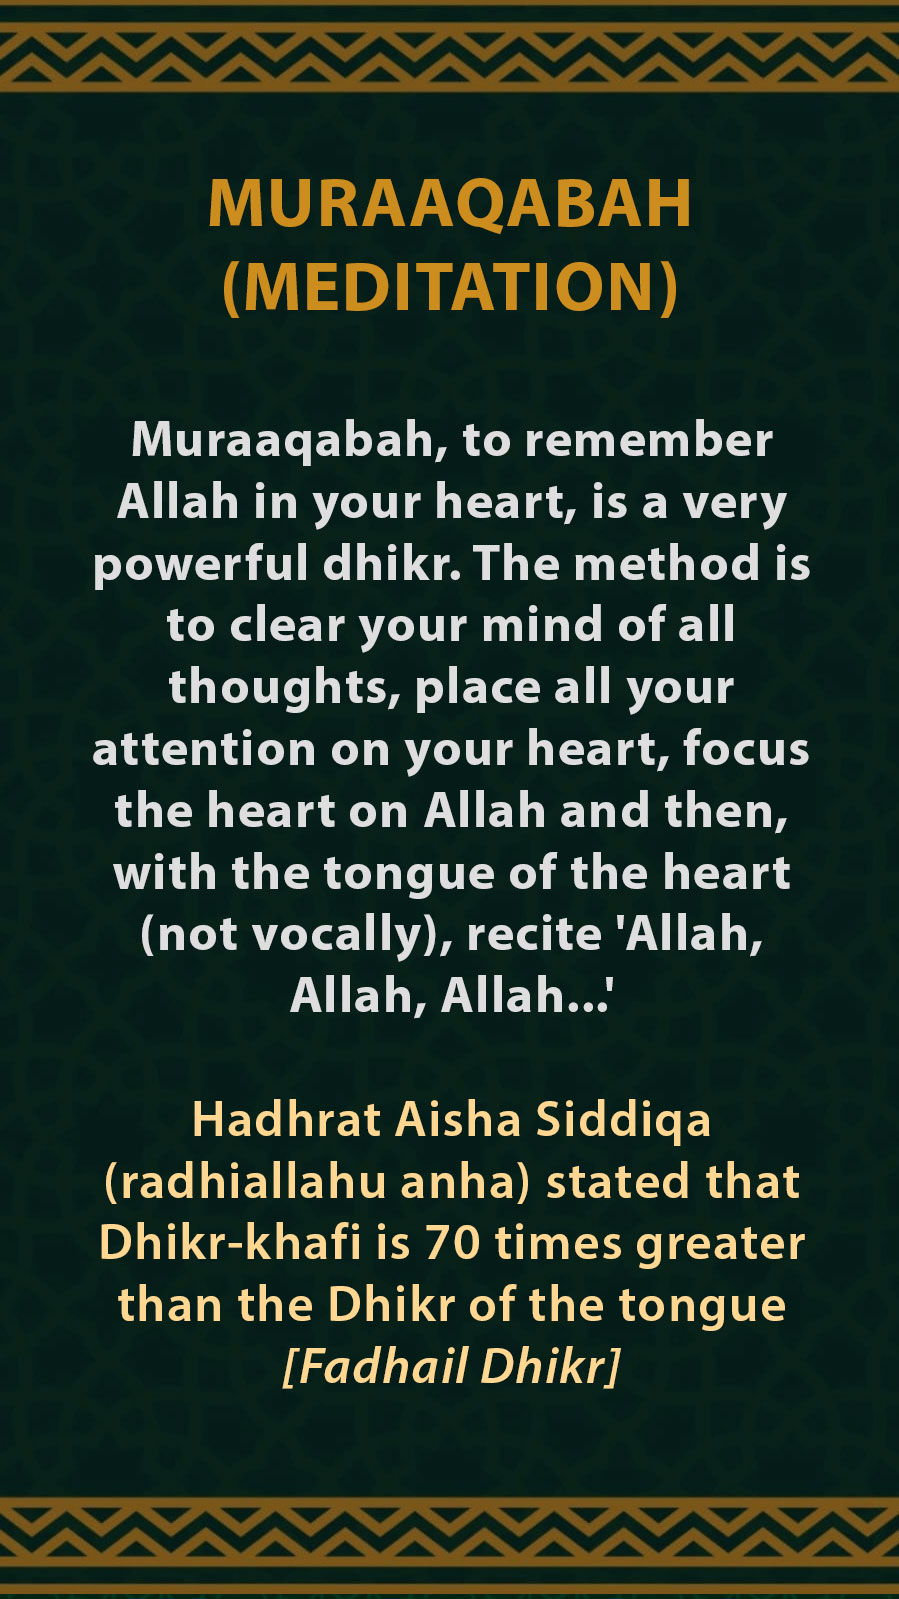 MURAAQABAH
(MEDITATION)
Muraaqabah, to remember
Allah in your heart, is a very
powerful dhikr. The method is
to clear your mind of all
thoughts, place all your
attention on your heart, focus
the heart on Allah and then,
with the tongue of the heart
(not vocally), recite 'Allah,
Allah, Allah...'
Hadhrat Aisha Siddiqa
(radhiallahu anha) stated that
Dhikr-khafi is 70 times greater
than the Dhikr of the tongue
[Fadhail Dhikr]